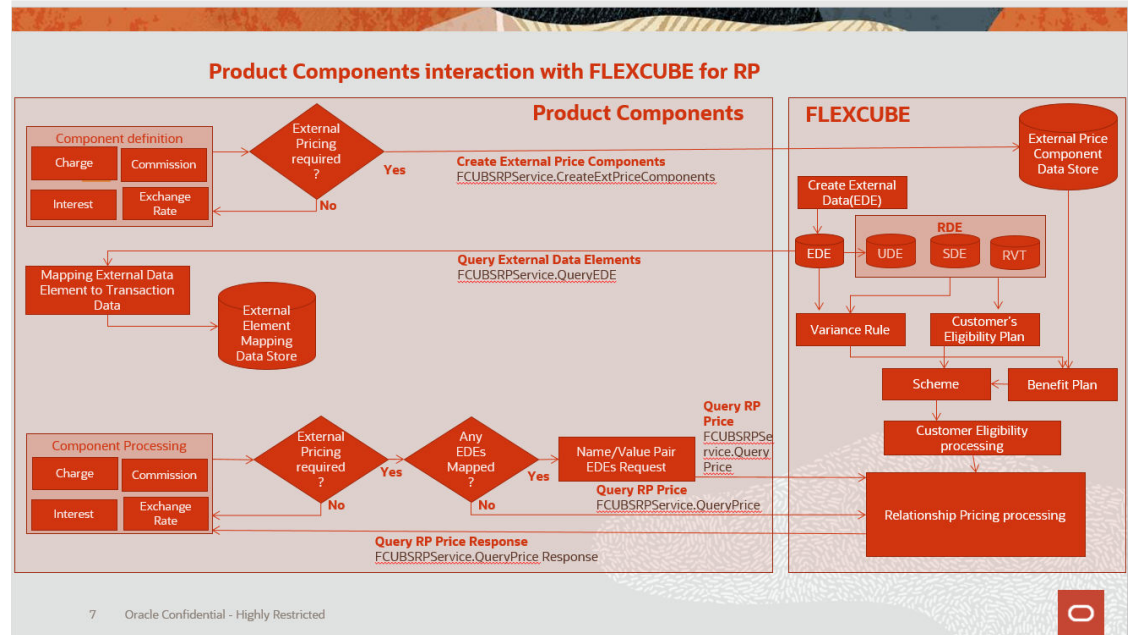 Product Components interaction with FLEXCUBE for RP
Product Components
Component definition
Charge
Commission
Interest
Exchange
Rate
External
Pricing
required
?
Yes
No
Create External Price Components
FCUBSRPService.CreateExtPriceComponents
Query External Data Elements
FCUBSRPService.QueryEDE
Mapping External Data
Element to Transaction
Data
External
Element
Mapping
Data Store
Component Processing
Charge
Commission
Interest
Exchange
Rate
External
Pricing
required
?
Yes
No
Any
EDEs
Mapped
?
Yes
No
Name/Value Pair
EDEs Request
Query RP
Price
FCUBSRPSe
rvice.Query
Price
Query RP Price
FCUBSRPService.QueryPrice
Query RP Price Response
FCUBSRPService.QueryPrice Response
FLEXCUBE
External Price
Component
Data Store
Create External
Data(EDE)
EDE
RDE
UDE
SDE
RVT
Variance Rule
Customer's
Eligibility Plan
Scheme
Benefit Plan
Customer Eligibility
processing
Relationship Pricing processing
7
Oracle Confidential - Highly Restricted